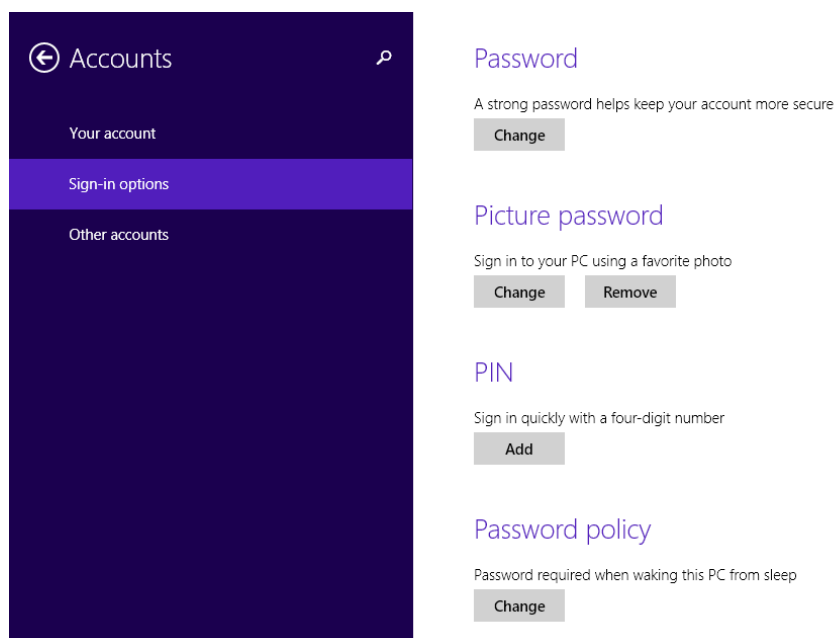 Accounts
Your account
Sign-in options
Other accounts
Password
A strong password helps keep your account more secure
Change
Picture password
Sign in to your PC using a favorite photo
Change Remove
PIN
Sign in quickly with a four-digit number
Add
Password policy
Password required when waking this PC from sleep
Change